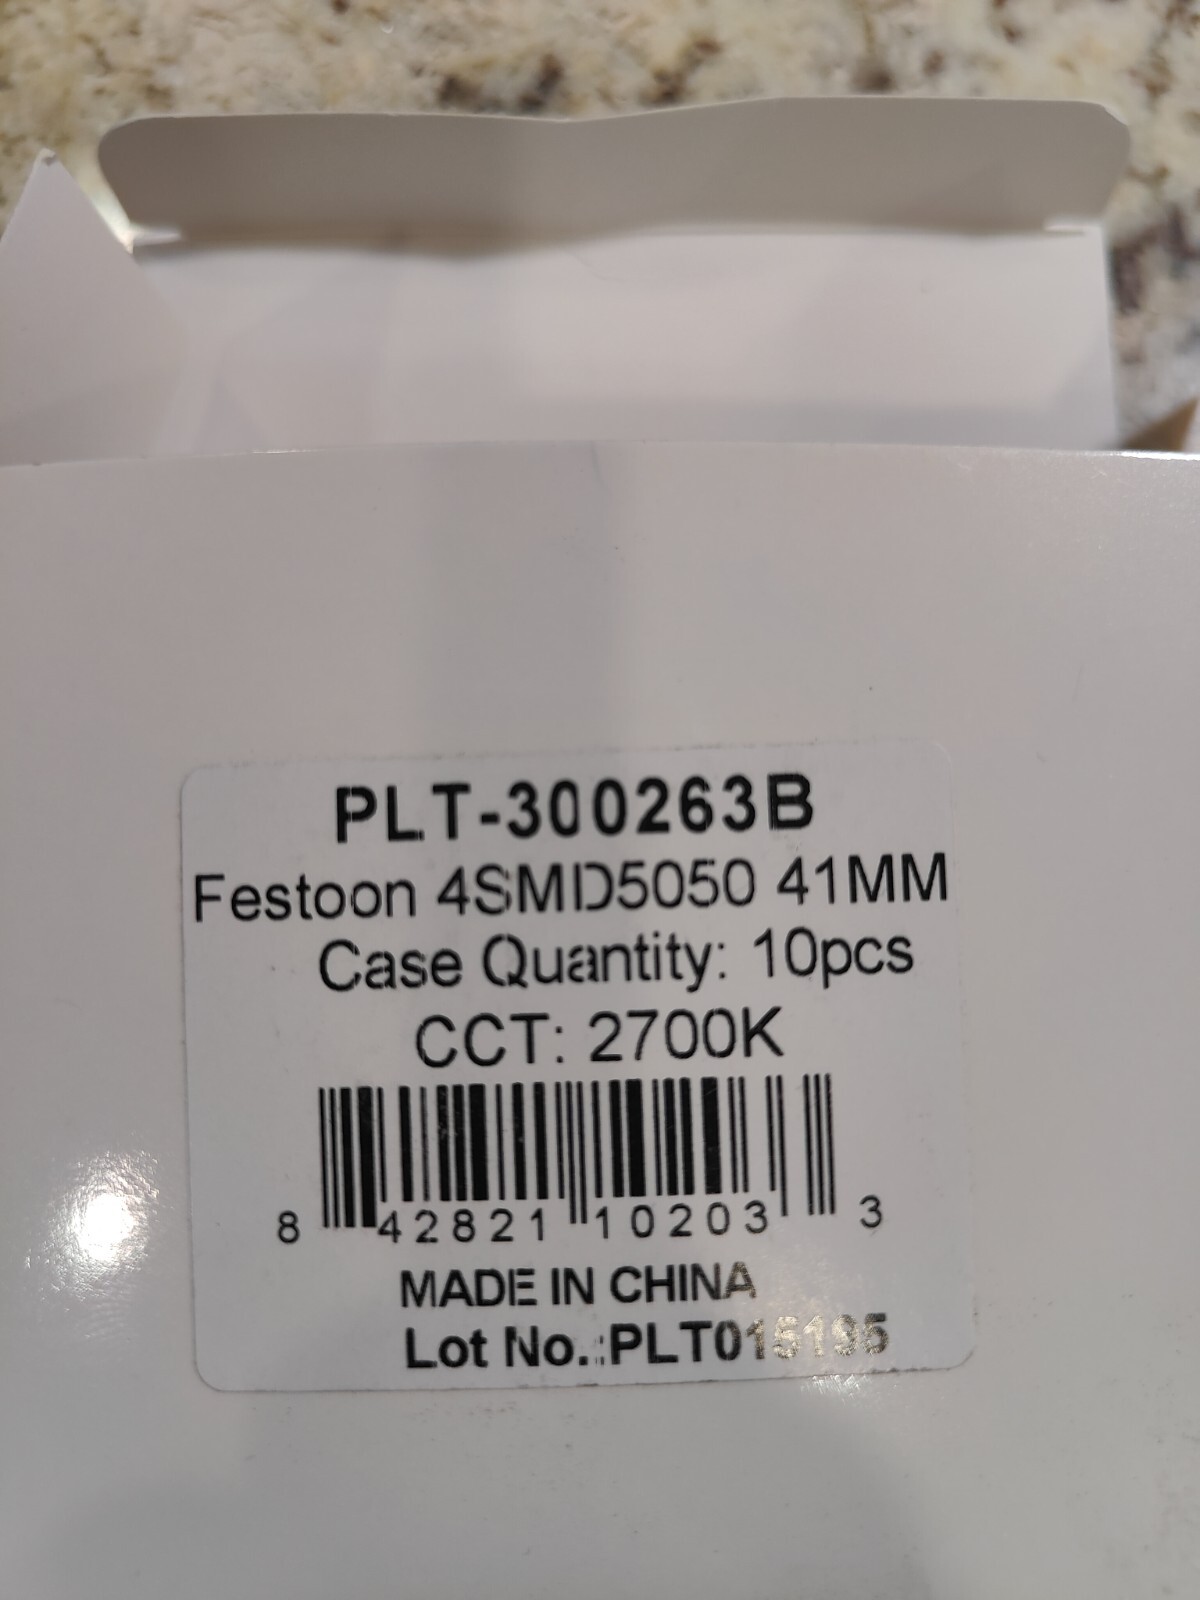 PLT-300263B
Festoon 4SMD5050 41MM
Case Quantity: 10pcs
CCT: 2700K
8 42821 10203 3
MADE IN CHINA
Lot No.:PLT015195